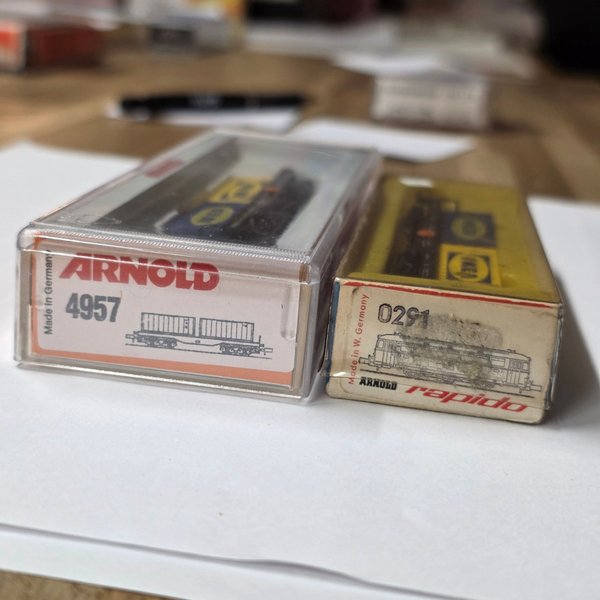 Made in Germany
ARNOLD
4957
Made in W. Germany
0291
ARNOLD rapido